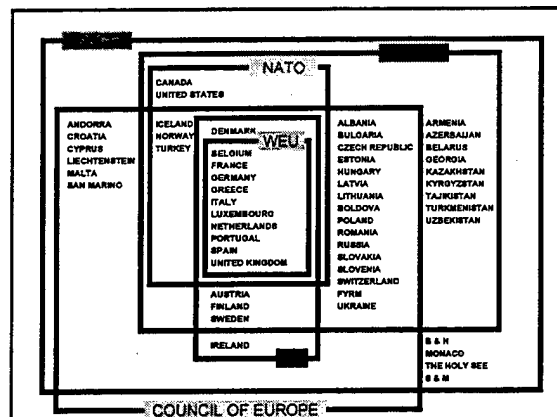 NATO
CANADA
UNITED STATES
ANDORRA
CROATIA
CYPRUS
LIECHTENSTEIN
MALTA
SAN MARINO
ICELAND
NORWAY
TURKEY
DENMARK
WEU
BELGIUM
FRANCE
GERMANY
GREECE
ITALY
LUXEMBOURG
NETHERLANDS
PORTUGAL
SPAIN
UNITED KINGDOM
AUSTRIA
FINLAND
SWEDEN
IRELAND
ALBANIA
BULGARIA
CZECH REPUBLIC
ESTONIA
HUNGARY
LATVIA
LITHUANIA
BOLDOVA
POLAND
ROMANIA
RUSSIA
SLOVAKIA
SLOVENIA
SWITZERLAND
FYRM
UKRAINE
ARMENIA
AZERBAIJAN
BELARUS
GEORGIA
KAZAKHSTAN
KYRGYZSTAN
TAJIKISTAN
TURKMENISTAN
UZBEKISTAN
B & H
MONACO
THE HOLY SEE
S & M
COUNCIL OF EUROPE